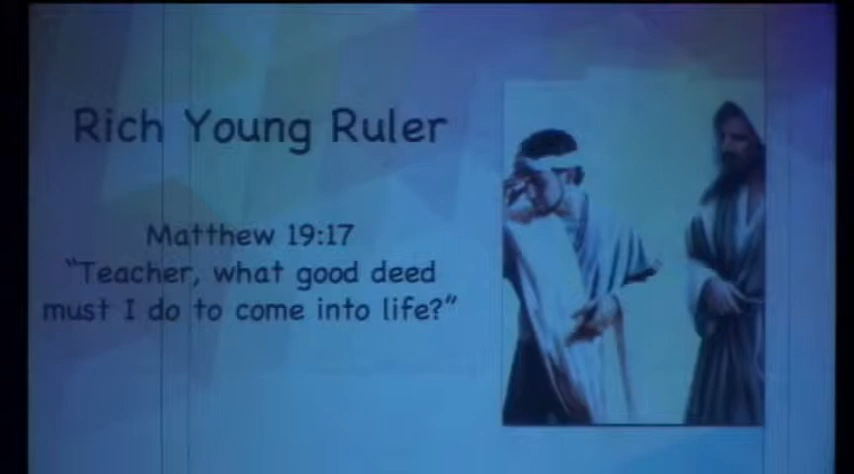 Rich Young Ruler
Matthew 19:17
“Teacher, what good deed
must I do to come into life?”